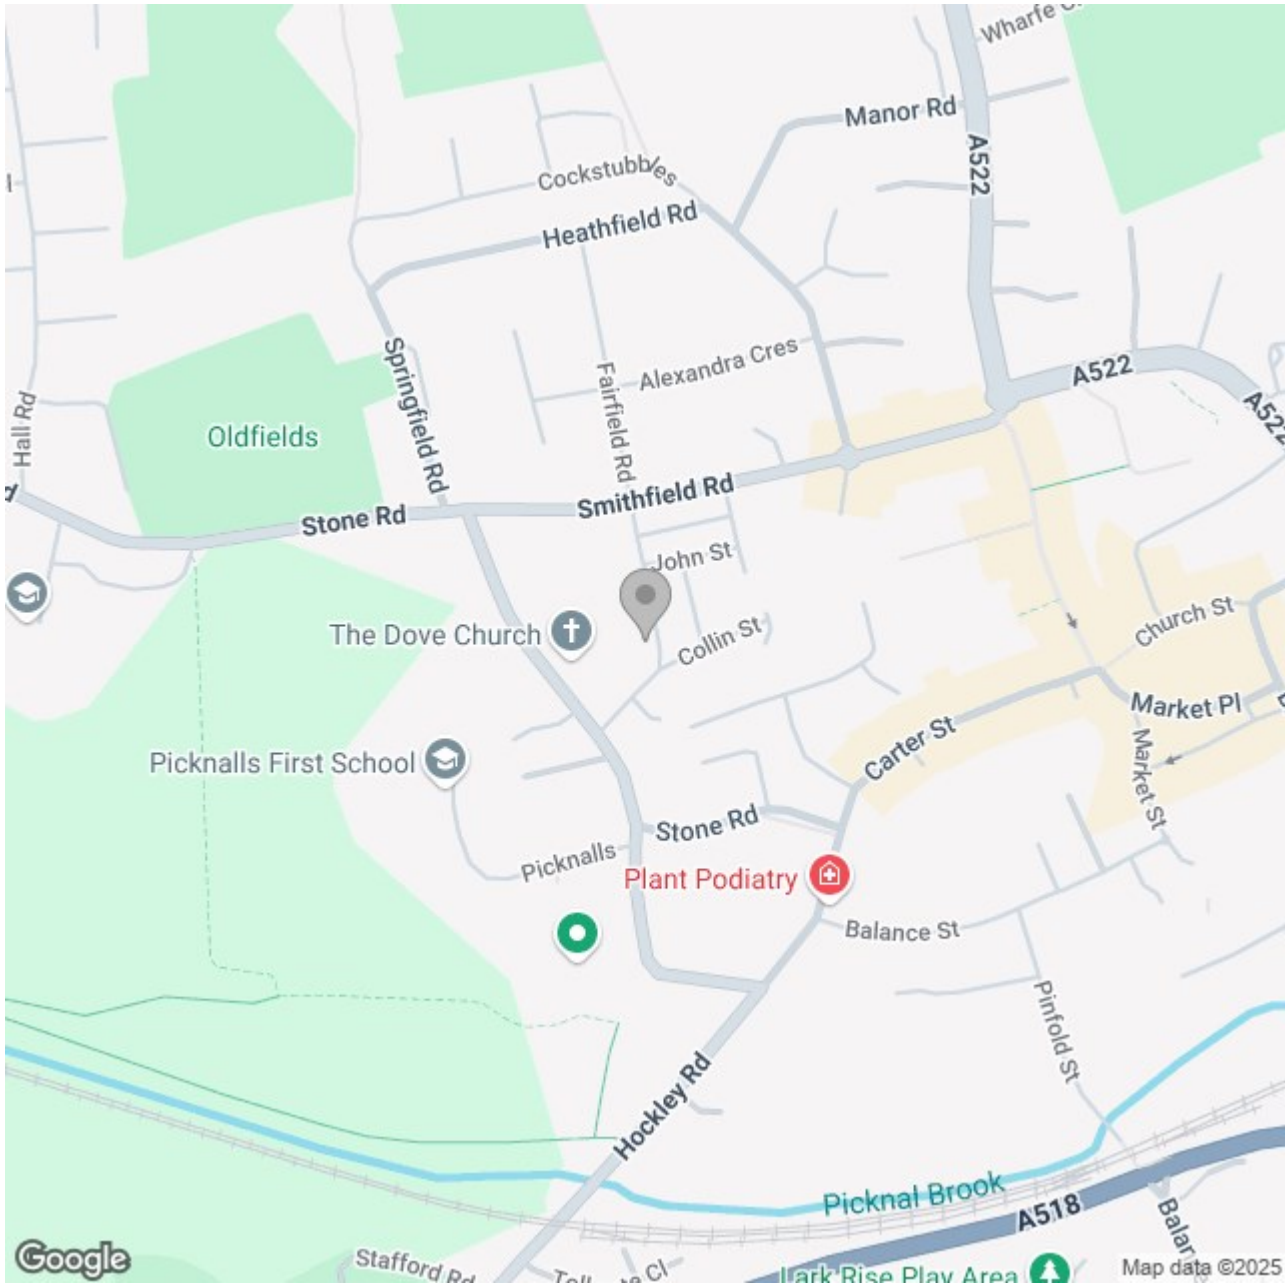 Wharfe C
Manor Rd
A522
Cockstubbles
Heathfield Rd
Springfield Rd
Fairfield Rd
Alexandra Cres
A522
A522
Hall Rd
Oldfields
Smithfield Rd
Stone Rd
John St
The Dove Church
Collin St
Church St
Market Pl
Carter St
Market St
Picknalls First School
Stone Rd
Picknalls
Plant Podiatry
Balance St
Pinfold St
Hockley Rd
Picknal Brook
A518
Balan
Stafford Rd
Lark Rise Play Area
Google
Map data ©2025